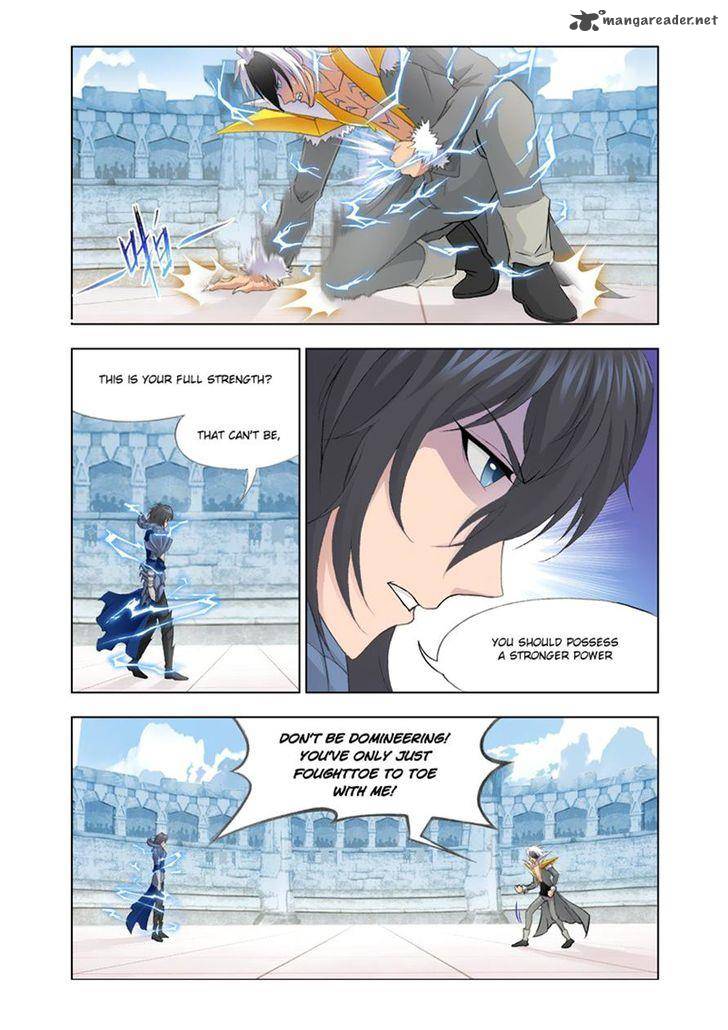 mangareader.net
THIS IS YOUR FULL STRENGTH?
THAT CAN'T BE,
YOU SHOULD POSSESS
A STRONGER POWER
DON'T BE DOMINEERING!
YOU'VE ONLY JUST
FOUGHTTOE TO TOE
WITH ME!